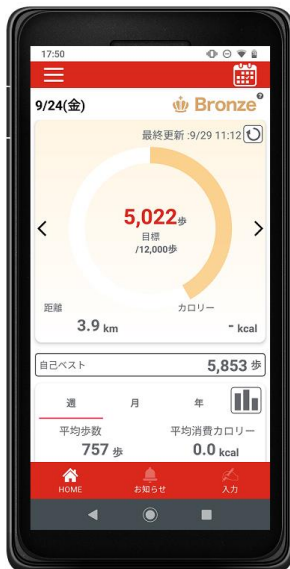 17:50
9/24(金)
Bronze
?
最終更新:9/29 11:12
5,022歩
目標
/12,000歩
距離
カロリー
3.9 km
- kcal
自己ベスト
5,853 歩
週 月 年
平均歩数
平均消費カロリー
757 歩
0.0 kcal
HOME
お知らせ
入力